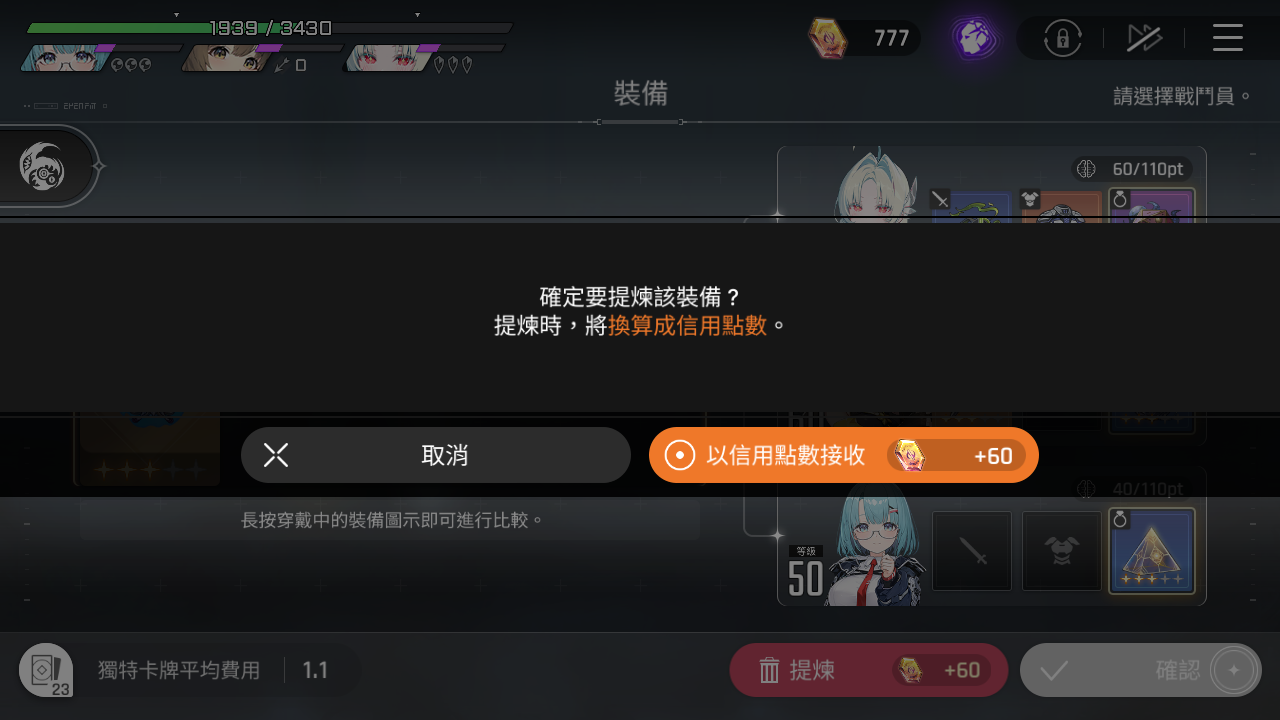 1939 / 3430
777
裝備
請選擇戰鬥員。
60/110pt
確定要提煉該裝備？
提煉時，將換算成信用點數。
取消
以信用點數接收
+60
40/110pt
長按穿戴中的裝備圖示即可進行比較。
等級
50
23
獨特卡牌平均費用
1.1
提煉
+60
確認